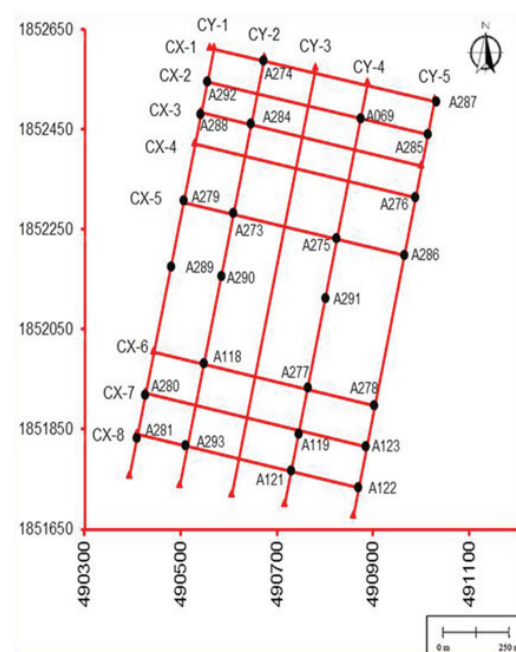 1852650
CY-1
CX-1
CY-2
CY-3
CY-4
CY-5
N
CX-2
A274
A292
A287
CX-3
A288
A284
A069
A285
1852450
CX-4
A279
A276
1852250
CX-5
A273
A275
A286
A289
A290
A291
1852050
CX-6
A118
A277
A278
CX-7
A280
1851850
CX-8
A281
A293
A119
A123
A121
A122
1851650
490300
490500
490700
490900
491100
0 m
250 m